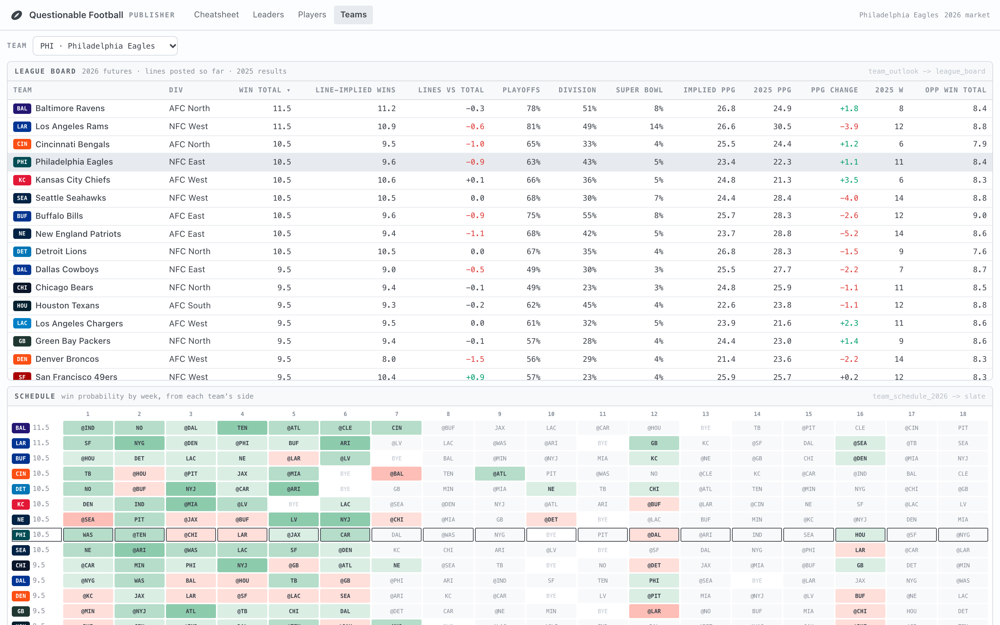 Questionable Football PUBLISHER Cheatsheet Leaders Players Teams Philadelphia Eagles 2026 market
TEAM PHI · Philadelphia Eagles
LEAGUE BOARD 2026 futures · lines posted so far · 2025 results team_outlook —> league_board
TEAM DIV WIN TOTAL ▼ LINE—IMPLIED WINS LINES VS TOTAL PLAYOFFS DIVISION SUPER BOWL IMPLIED PPG 2025 PPG PPG CHANGE 2025 W OPP WIN TOTAL
BAL Baltimore Ravens AFC North 11.5 11.2 −0.3 78% 51% 8% 26.8 24.9 +1.8 8 8.4
LAR Los Angeles Rams NFC West 11.5 10.9 −0.6 81% 49% 14% 26.6 30.5 −3.9 12 8.8
CIN Cincinnati Bengals AFC North 10.5 9.5 −1.0 65% 33% 4% 25.5 24.4 +1.2 6 7.9
PHI Philadelphia Eagles NFC East 10.5 9.6 −0.9 63% 43% 5% 23.4 22.3 +1.1 11 8.4
KC Kansas City Chiefs AFC West 10.5 10.6 +0.1 66% 36% 5% 24.8 21.3 +3.5 6 8.3
SEA Seattle Seahawks NFC West 10.5 10.5 0.0 68% 30% 7% 24.4 28.4 −4.0 14 8.8
BUF Buffalo Bills AFC East 10.5 9.6 −0.9 75% 55% 8% 25.7 28.3 −2.6 12 9.0
NE New England Patriots AFC East 10.5 9.4 −1.1 68% 42% 5% 23.7 28.8 −5.2 14 8.6
DET Detroit Lions NFC North 10.5 10.5 0.0 67% 35% 4% 26.8 28.3 −1.5 9 7.6
DAL Dallas Cowboys NFC East 9.5 9.0 −0.5 49% 30% 3% 25.5 27.7 −2.2 7 8.7
CHI Chicago Bears NFC North 9.5 9.4 −0.1 49% 23% 3% 24.8 25.9 −1.1 11 8.5
HOU Houston Texans AFC South 9.5 9.3 −0.2 62% 45% 4% 22.6 23.8 −1.1 12 8.8
LAC Los Angeles Chargers AFC West 9.5 9.5 0.0 61% 32% 5% 23.9 21.6 +2.3 11 8.6
GB Green Bay Packers NFC North 9.5 9.4 −0.1 57% 28% 4% 24.4 23.0 +1.4 9 8.6
DEN Denver Broncos AFC West 9.5 8.0 −1.5 56% 29% 4% 21.4 23.6 −2.2 14 8.3
SF San Francisco 49ers NFC West 9.5 10.4 +0.9 57% 23% 4% 25.9 25.7 +0.2 12 8.3
SCHEDULE win probability by week, from each team's side team_schedule_2026 —> slate
1 2 3 4 5 6 7 8 9 10 11 12 13 14 15 16 17 18
BAL 11.5 @IND NO @DAL TEN @ATL @CLE CIN @BUF JAX LAC @CAR @HOU BYE TB @PIT CLE @CIN PIT
LAR 11.5 SF NYG @DEN @PHI BUF ARI @LV LAC @WAS @ARI BYE GB KC @SF DAL @SEA @TB SEA
BUF 10.5 @HOU DET LAC NE @LAR @LV BYE BAL @MIN @NYJ MIA KC @NE @GB CHI @DEN @MIA NYJ
CIN 10.5 TB @HOU @PIT JAX @MIA BYE @BAL TEN @ATL PIT @WAS NO @CLE KC @CAR @IND BAL CLE
DET 10.5 NO @BUF NYJ @CAR @ARI BYE GB MIN @MIA NE TB CHI @ATL TEN @MIN NYG @CHI @GB
KC 10.5 DEN IND @MIA @LV BYE LAC @SEA @DEN NYJ @ATL ARI @BUF @LAR @CIN NE SF @LAC LV
NE 10.5 @SEA PIT @JAX @BUF LV NYJ @CHI @MIA GB @DET BYE @LAC BUF MIN @KC @NYJ DEN MIA
PHI 10.5 WAS @TEN @CHI LAR @JAX CAR DAL @WAS NYG BYE PIT @DAL @ARI IND SEA HOU @SF @NYG
SEA 10.5 NE @ARI @WAS LAC SF @DEN KC CHI ARI @LV BYE @SF DAL NYG @PHI LAR @CAR @LAR
CHI 9.5 @CAR MIN PHI NYJ @GB @ATL NE @SEA TB BYE NO @DET JAX @MIA @BUF GB DET @MIN
DAL 9.5 @NYG WAS BAL @HOU TB @GB @PHI ARI @IND SF TEN PHI @SEA BYE @LAR JAX NYG @WAS
DEN 9.5 @KC JAX LAR @SF @LAC SEA @ARI KC @CAR BYE LV @PIT MIA @NYJ @LV BUF @NE LAC
GB 9.5 @MIN @NYJ ATL @TB CHI DAL @DET CAR @NE MIN BYE @LAR @NO BUF MIA @CHI HOU DET